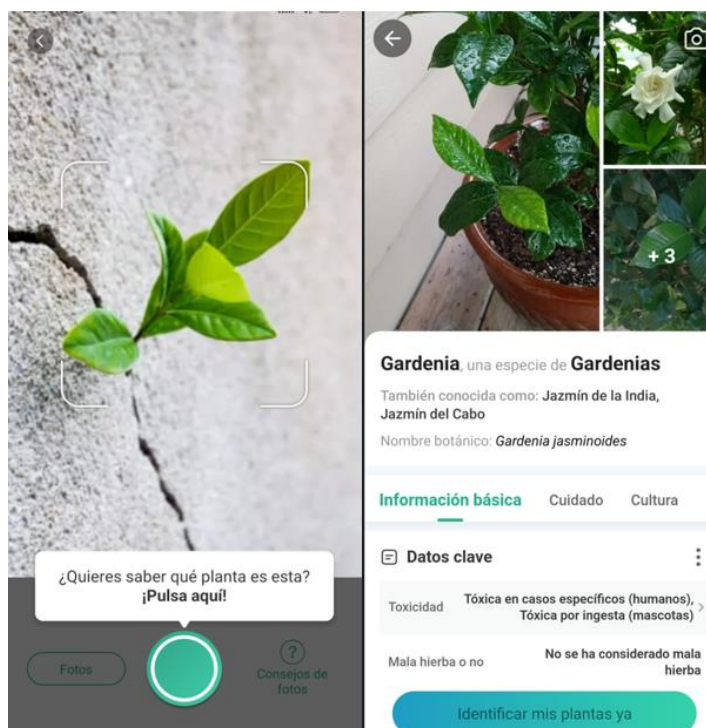 ¿Quieres saber qué planta es esta?
¡Pulsa aquí!
Fotos
?
Consejos de
fotos
+ 3
Gardenia, una especie de Gardenias
También conocida como: Jazmín de la India,
Jazmín del Cabo
Nombre botánico: Gardenia jasminoides
Información básica Cuidado Cultura
Datos clave
Toxicidad Tóxica en casos específicos (humanos),
Tóxica por ingesta (mascotas)
Mala hierba o no No se ha considerado mala
hierba
Identificar mis plantas ya